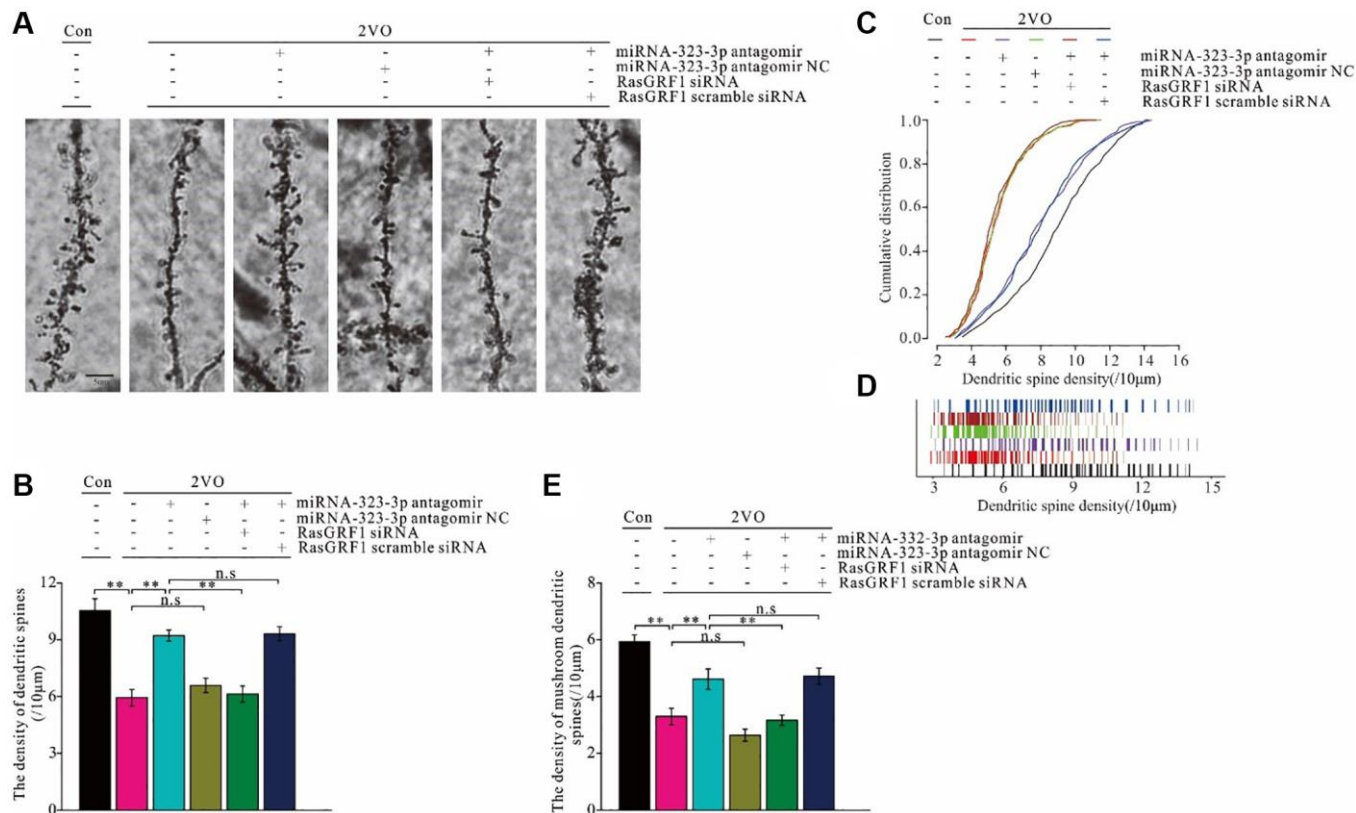 A
Con
2VO
- - + - + + miRNA-323-3p antagomir
- - - + - - miRNA-323-3p antagomir NC
- - - - + - RasGRF1 siRNA
- - - - - + RasGRF1 scramble siRNA
5um
B
Con
2VO
- - + - + + miRNA-323-3p antagomir
- - - + - - miRNA-323-3p antagomir NC
- - - - + - RasGRF1 siRNA
- - - - - + RasGRF1 scramble siRNA
The density of dendritic spines
(/10μm)
12
9
6
3
0
** ** n.s
**
n.s
C
Con
2VO
- - + - + + miRNA-323-3p antagomir
- - - + - - miRNA-323-3p antagomir NC
- - - - + - RasGRF1 siRNA
- - - - - + RasGRF1 scramble siRNA
Cumulative distribution
1.0
0.8
0.6
0.4
0.2
0.0
2 4 6 8 10 12 14 16
Dendritic spine density(/10μm)
D
3 6 9 12 15
Dendritic spine density(/10μm)
E
Con
2VO
- - + - + + miRNA-332-3p antagomir
- - - + - - miRNA-323-3p antagomir NC
- - - - + - RasGRF1 siRNA
- - - - - + RasGRF1 scramble siRNA
The density of mushroom dendritic
spines(/10μm)
8
6
4
2
0
n.s
** ** **
n.s